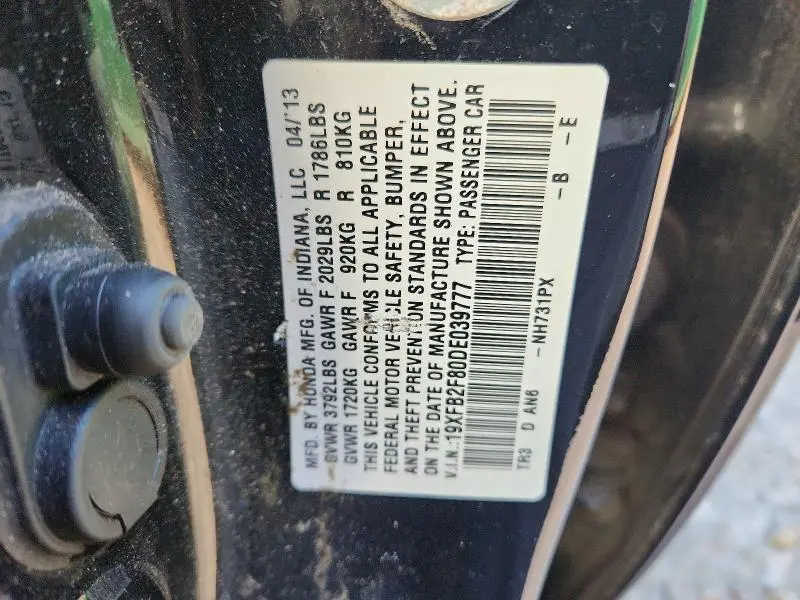 MFD. BY HONDA MFG. OF INDIANA, LLC 04/'13
GVWR 3792LBS GAWR F 2029LBS R 1786LBS
GVWR 1720KG GAWR F 920KG R 810KG
THIS VEHICLE CONFORMS TO ALL APPLICABLE
FEDERAL MOTOR VEHICLE SAFETY, BUMPER,
AND THEFT PREVENTION STANDARDS IN EFFECT
ON THE DATE OF MANUFACTURE SHOWN ABOVE.
V.I.N.:19XFB2F80DE039777 TYPE: PASSENGER CAR
TR3 D AN6 -NH731PX -B -E